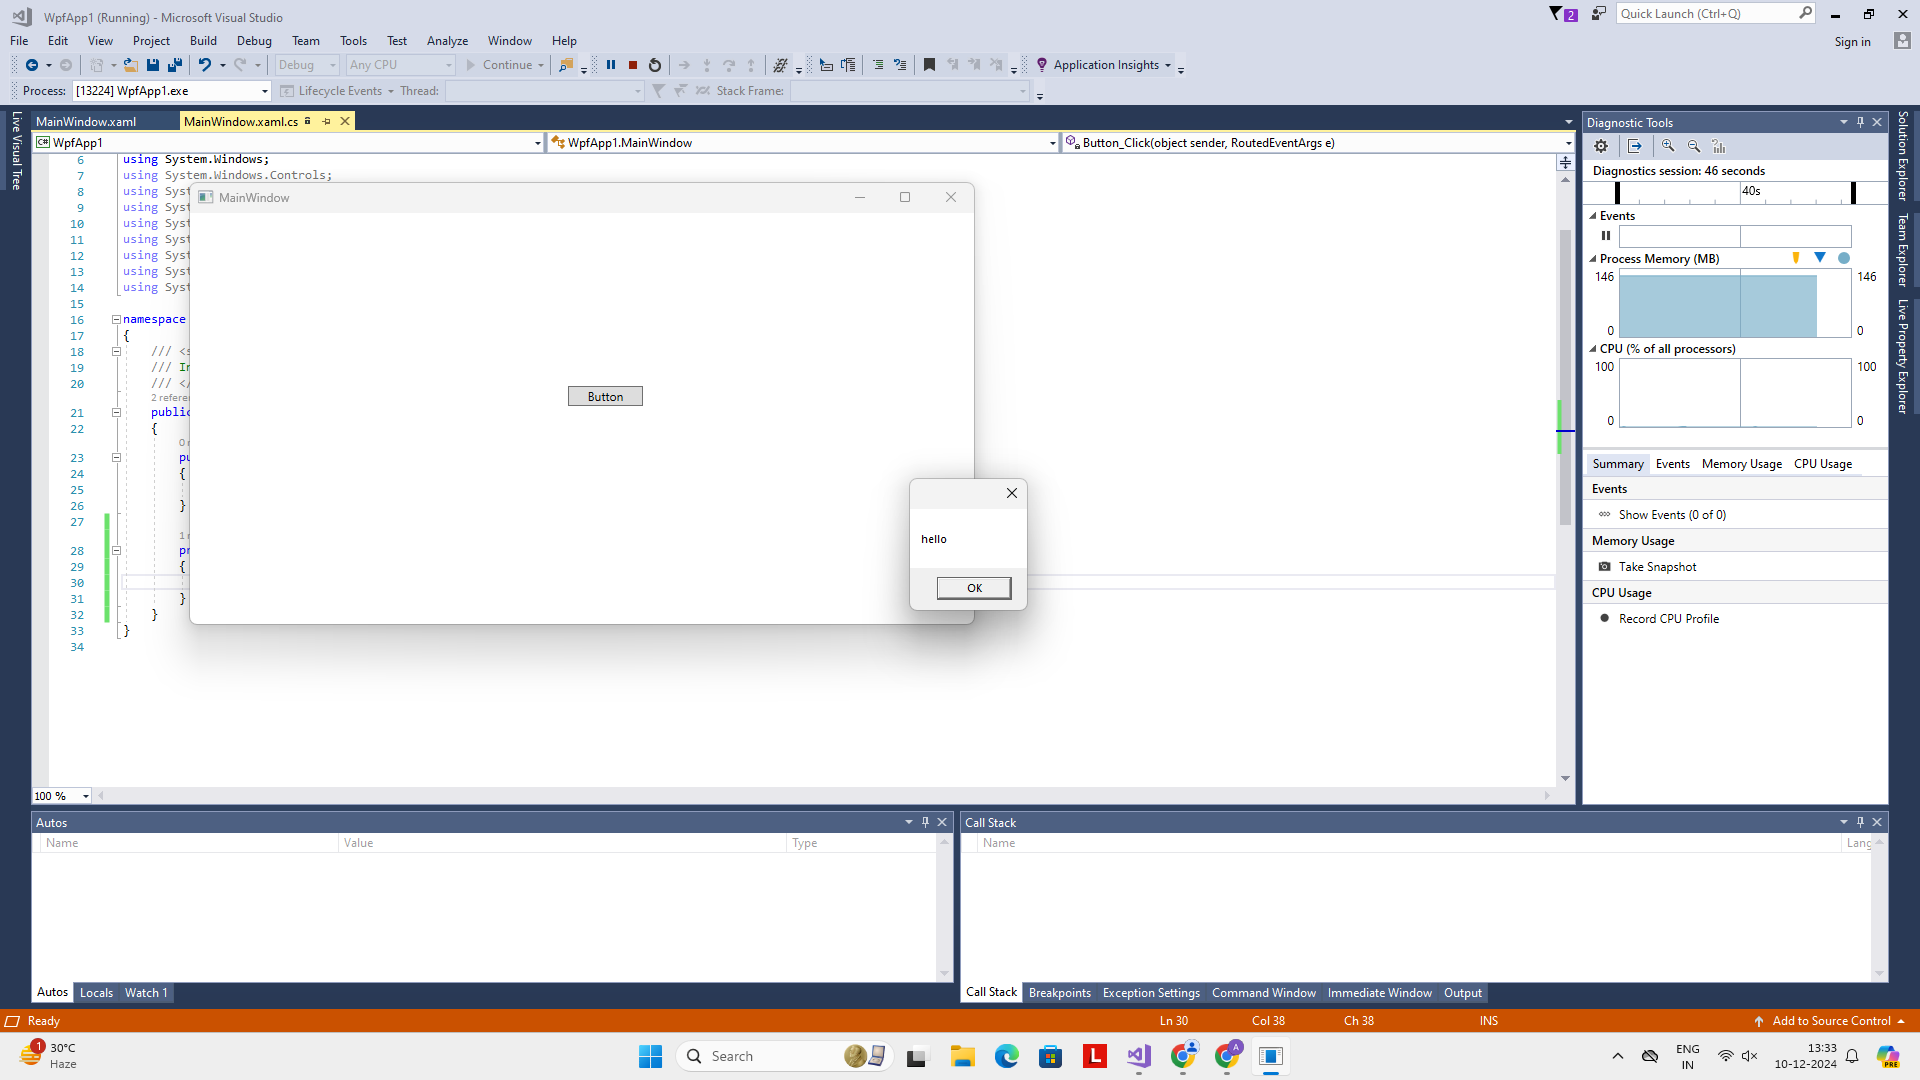 WpfApp1 (Running) - Microsoft Visual Studio
2
Quick Launch (Ctrl+Q)
File Edit View Project Build Debug Team Tools Test Analyze Window Help
Sign in
Debug Any CPU Continue Application Insights
Process: [13224] WpfApp1.exe Lifecycle Events Thread: Stack Frame:
Live Visual Tree
MainWindow.xaml MainWindow.xaml.cs
C# WpfApp1 WpfApp1.MainWindow Button_Click(object sender, RoutedEventArgs e)
6 using System.Windows;
7 using System.Windows.Controls;
8 using Syst
9 using Syst
10 using Syst
11 using Syst
12 using Syst
13 using Syst
14 using Syst
15
16 namespace
17 {
18 /// <s
19 /// In
20 /// </
2 refere
21 public
22 {
0 r
23 pu
24 {
25
26 }
27
1 r
28 pr
29 {
30
31 }
32 }
33 }
34
MainWindow
Button
hello
OK
100 %
Diagnostic Tools
Diagnostics session: 46 seconds
40s
Events
Process Memory (MB)
146 146
0 0
CPU (% of all processors)
100 100
0 0
Summary Events Memory Usage CPU Usage
Events
Show Events (0 of 0)
Memory Usage
Take Snapshot
CPU Usage
Record CPU Profile
Solution Explorer
Team Explorer
Live Property Explorer
Autos
Name Value Type
Autos Locals Watch 1
Call Stack
Name Lang
Call Stack Breakpoints Exception Settings Command Window Immediate Window Output
Ready Ln 30 Col 38 Ch 38 INS Add to Source Control
1
30°C
Haze
Search
L
A
ENG
IN
13:33
10-12-2024
PRE